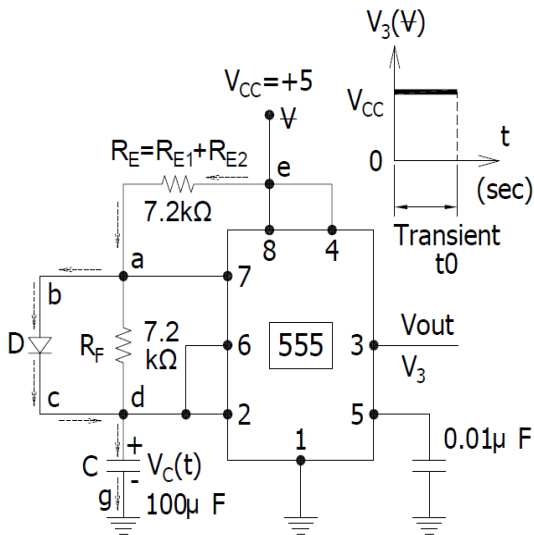 V3(V)
VCC=+5
V
VCC
t
0
(sec)
Transient
t0
RE=RE1+RE2
7.2kΩ
e
8
4
a
7
b
D
RF
7.2
kΩ
6
555
3
Vout
V3
c
d
2
5
1
0.01μ F
C
+
VC(t)
-
g
100μ F